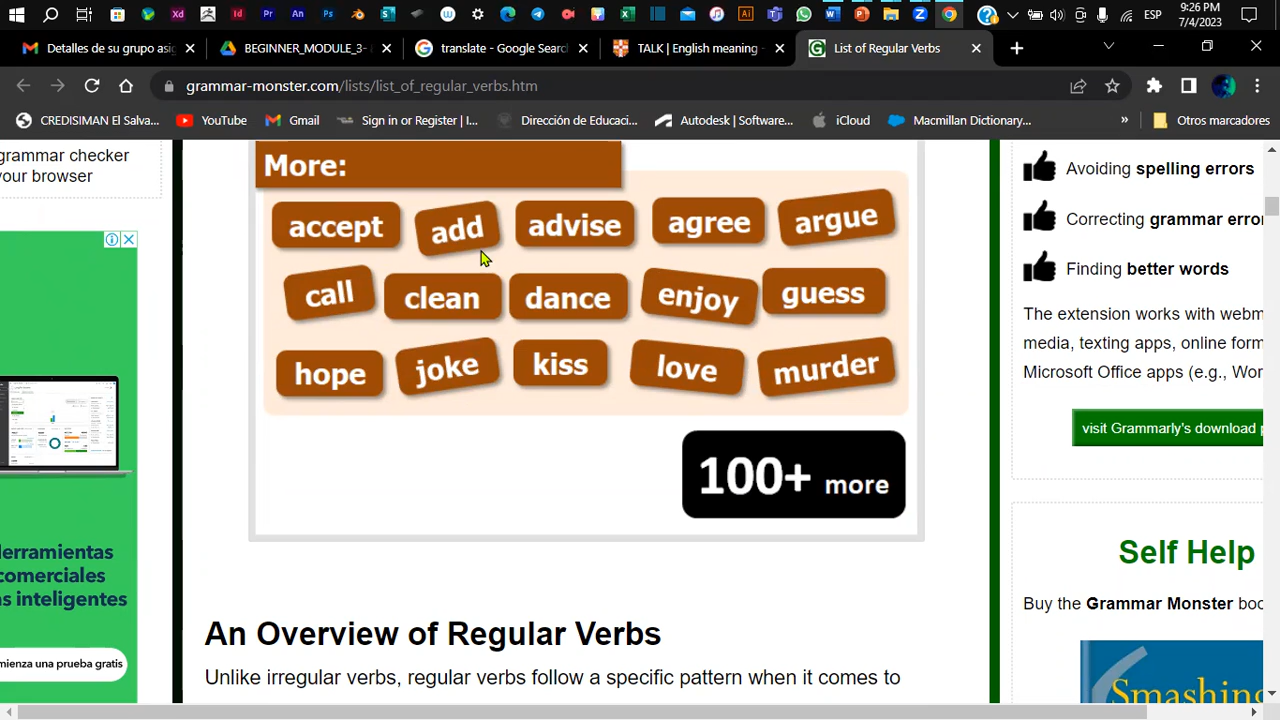 9:26 PM
ESP
7/4/2023
Detalles de su grupo asi
BEGINNER_MODULE_3-
translate - Google Searc
TALK | English meaning -
List of Regular Verbs
grammar-monster.com/lists/list_of_regular_verbs.htm
CREDISIMAN El Salva...
YouTube
Gmail
Sign in or Register | I...
Dirección de Educaci...
Autodesk | Software...
iCloud
Macmillan Dictionary...
»
Otros marcadores
grammar checker
your browser
More:
accept add advise agree argue
call clean dance enjoy guess
hope joke kiss love murder
100+ more
An Overview of Regular Verbs
Unlike irregular verbs, regular verbs follow a specific pattern when it comes to
erramientas
comerciales
as inteligentes
mienza una prueba gratis
Avoiding spelling errors
Correcting grammar error
Finding better words
The extension works with webm
media, texting apps, online form
Microsoft Office apps (e.g., Wor
visit Grammarly's download p
Self Help
Buy the Grammar Monster boo
Smashing